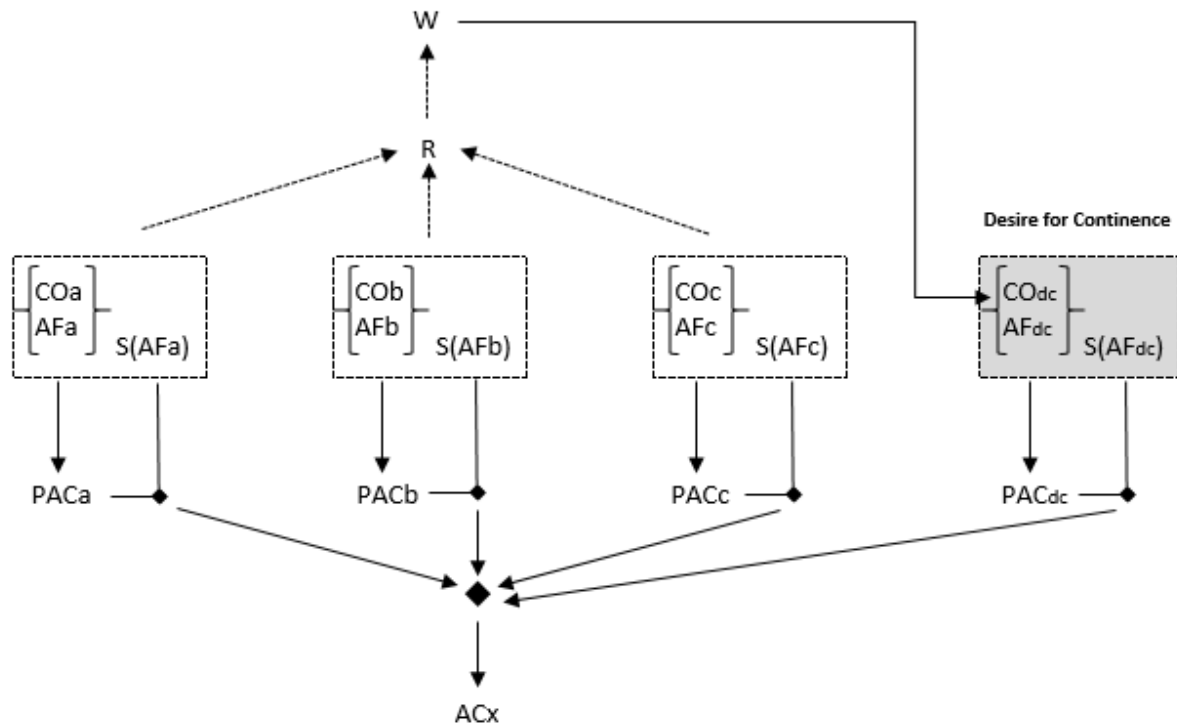 W
R
Desire for Continence
COa
AFa
S(AFa)
COb
AFb
S(AFb)
COc
AFc
S(AFc)
COdc
AFdc
S(AFdc)
PACa
PACb
PACc
PACdc
ACx